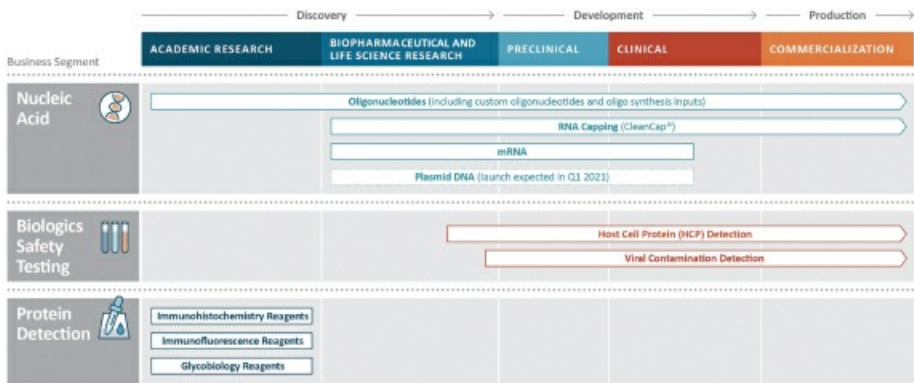 Discovery
Development
Production
Business Segment
ACADEMIC RESEARCH
BIOPHARMACEUTICAL AND
LIFE SCIENCE RESEARCH
PRECLINICAL
CLINICAL
COMMERCIALIZATION
Nucleic
Acid
Oligonucleotides (including custom oligonucleotides and oligo synthesis inputs)
RNA Capping (CleanCap®)
mRNA
Plasmid DNA (launch expected in Q1 2021)
Biologics
Safety
Testing
Host Cell Protein (HCP) Detection
Viral Contamination Detection
Protein
Detection
Immunohistochemistry Reagents
Immunofluorescence Reagents
Glycobiology Reagents